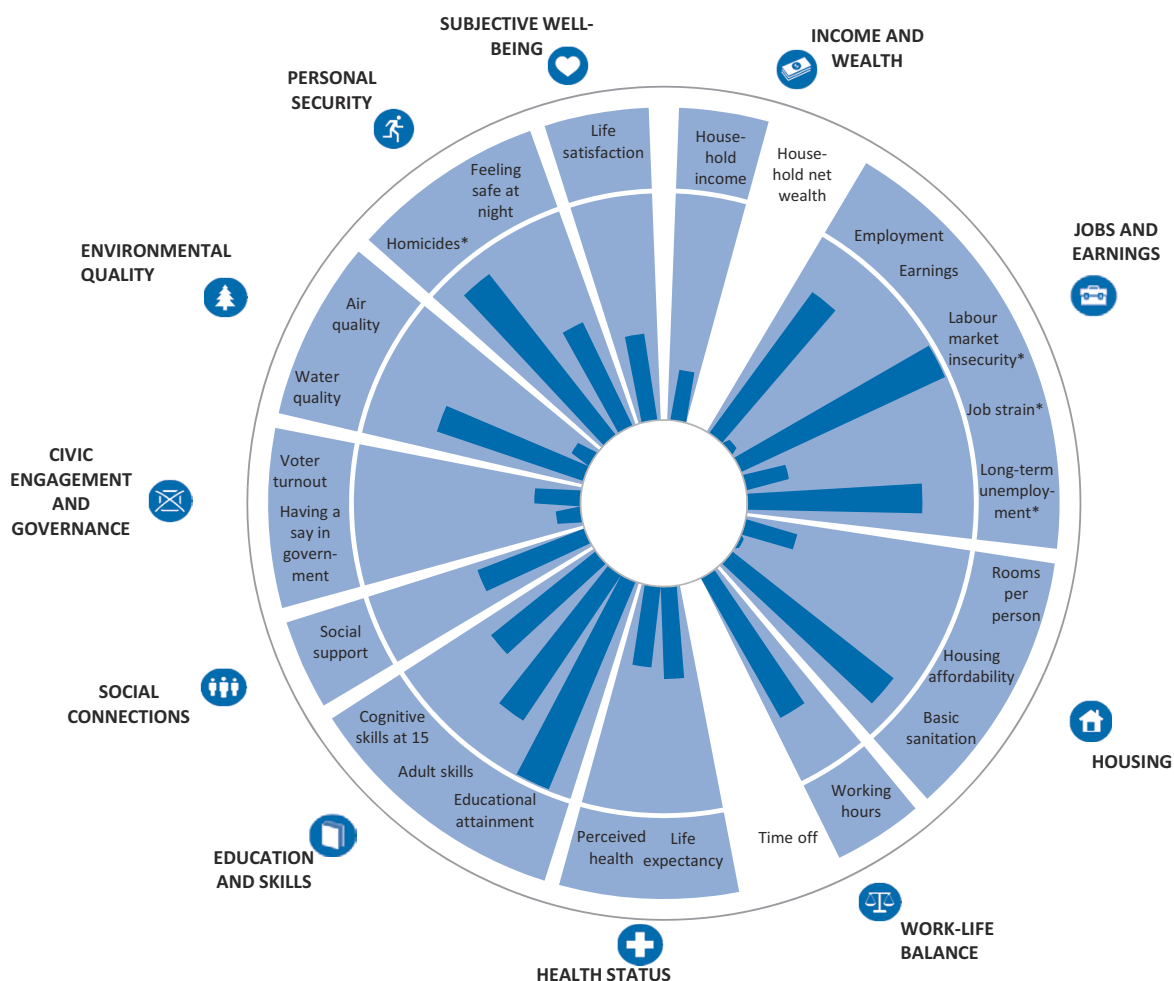 SUBJECTIVE WELL-
BEING
INCOME AND
WEALTH
PERSONAL
SECURITY
Life
satisfaction
House-
hold
income
House-
hold net
wealth
Feeling
safe at
night
Homicides*
Employment
Earnings
JOBS AND
EARNINGS
ENVIRONMENTAL
QUALITY
Air
quality
Water
quality
Labour
market
insecurity*
Job strain*
Long-term
unemploy-
ment*
CIVIC
ENGAGEMENT
AND
GOVERNANCE
Voter
turnout
Having a
say in
govern-
ment
Rooms
per
person
Housing
affordability
Basic
sanitation
HOUSING
Social
support
SOCIAL
CONNECTIONS
Cognitive
skills at 15
Adult skills
Educational
attainment
EDUCATION
AND SKILLS
Perceived
health
Life
expectancy
Time off
Working
hours
WORK-LIFE
BALANCE
HEALTH STATUS